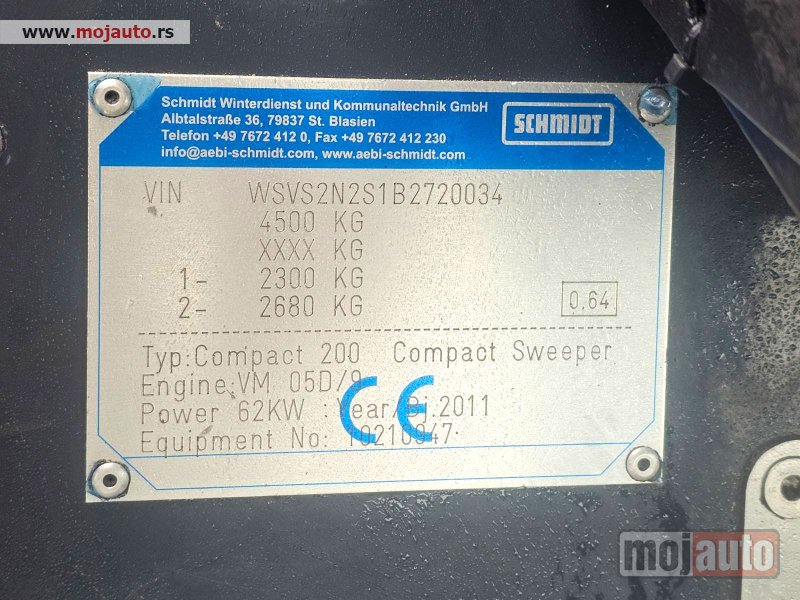 www.mojauto.rs
Schmidt Winterdienst und Kommunaltechnik GmbH
Albtalstraße 36, 79837 St. Blasien
Telefon +49 7672 412 0, Fax +49 7672 412 230
info@aebi-schmidt.com, www.aebi-schmidt.com
SCHMIDT
VIN WSVS2N2S1B2720034
4500 KG
XXXX KG
1- 2300 KG
2- 2680 KG
0.64
Typ:Compact 200 Compact Sweeper
Engine:VM 05D/9
Power 62KW :Year/Bj.2011
Equipment No: 10210947
CE
mojauto